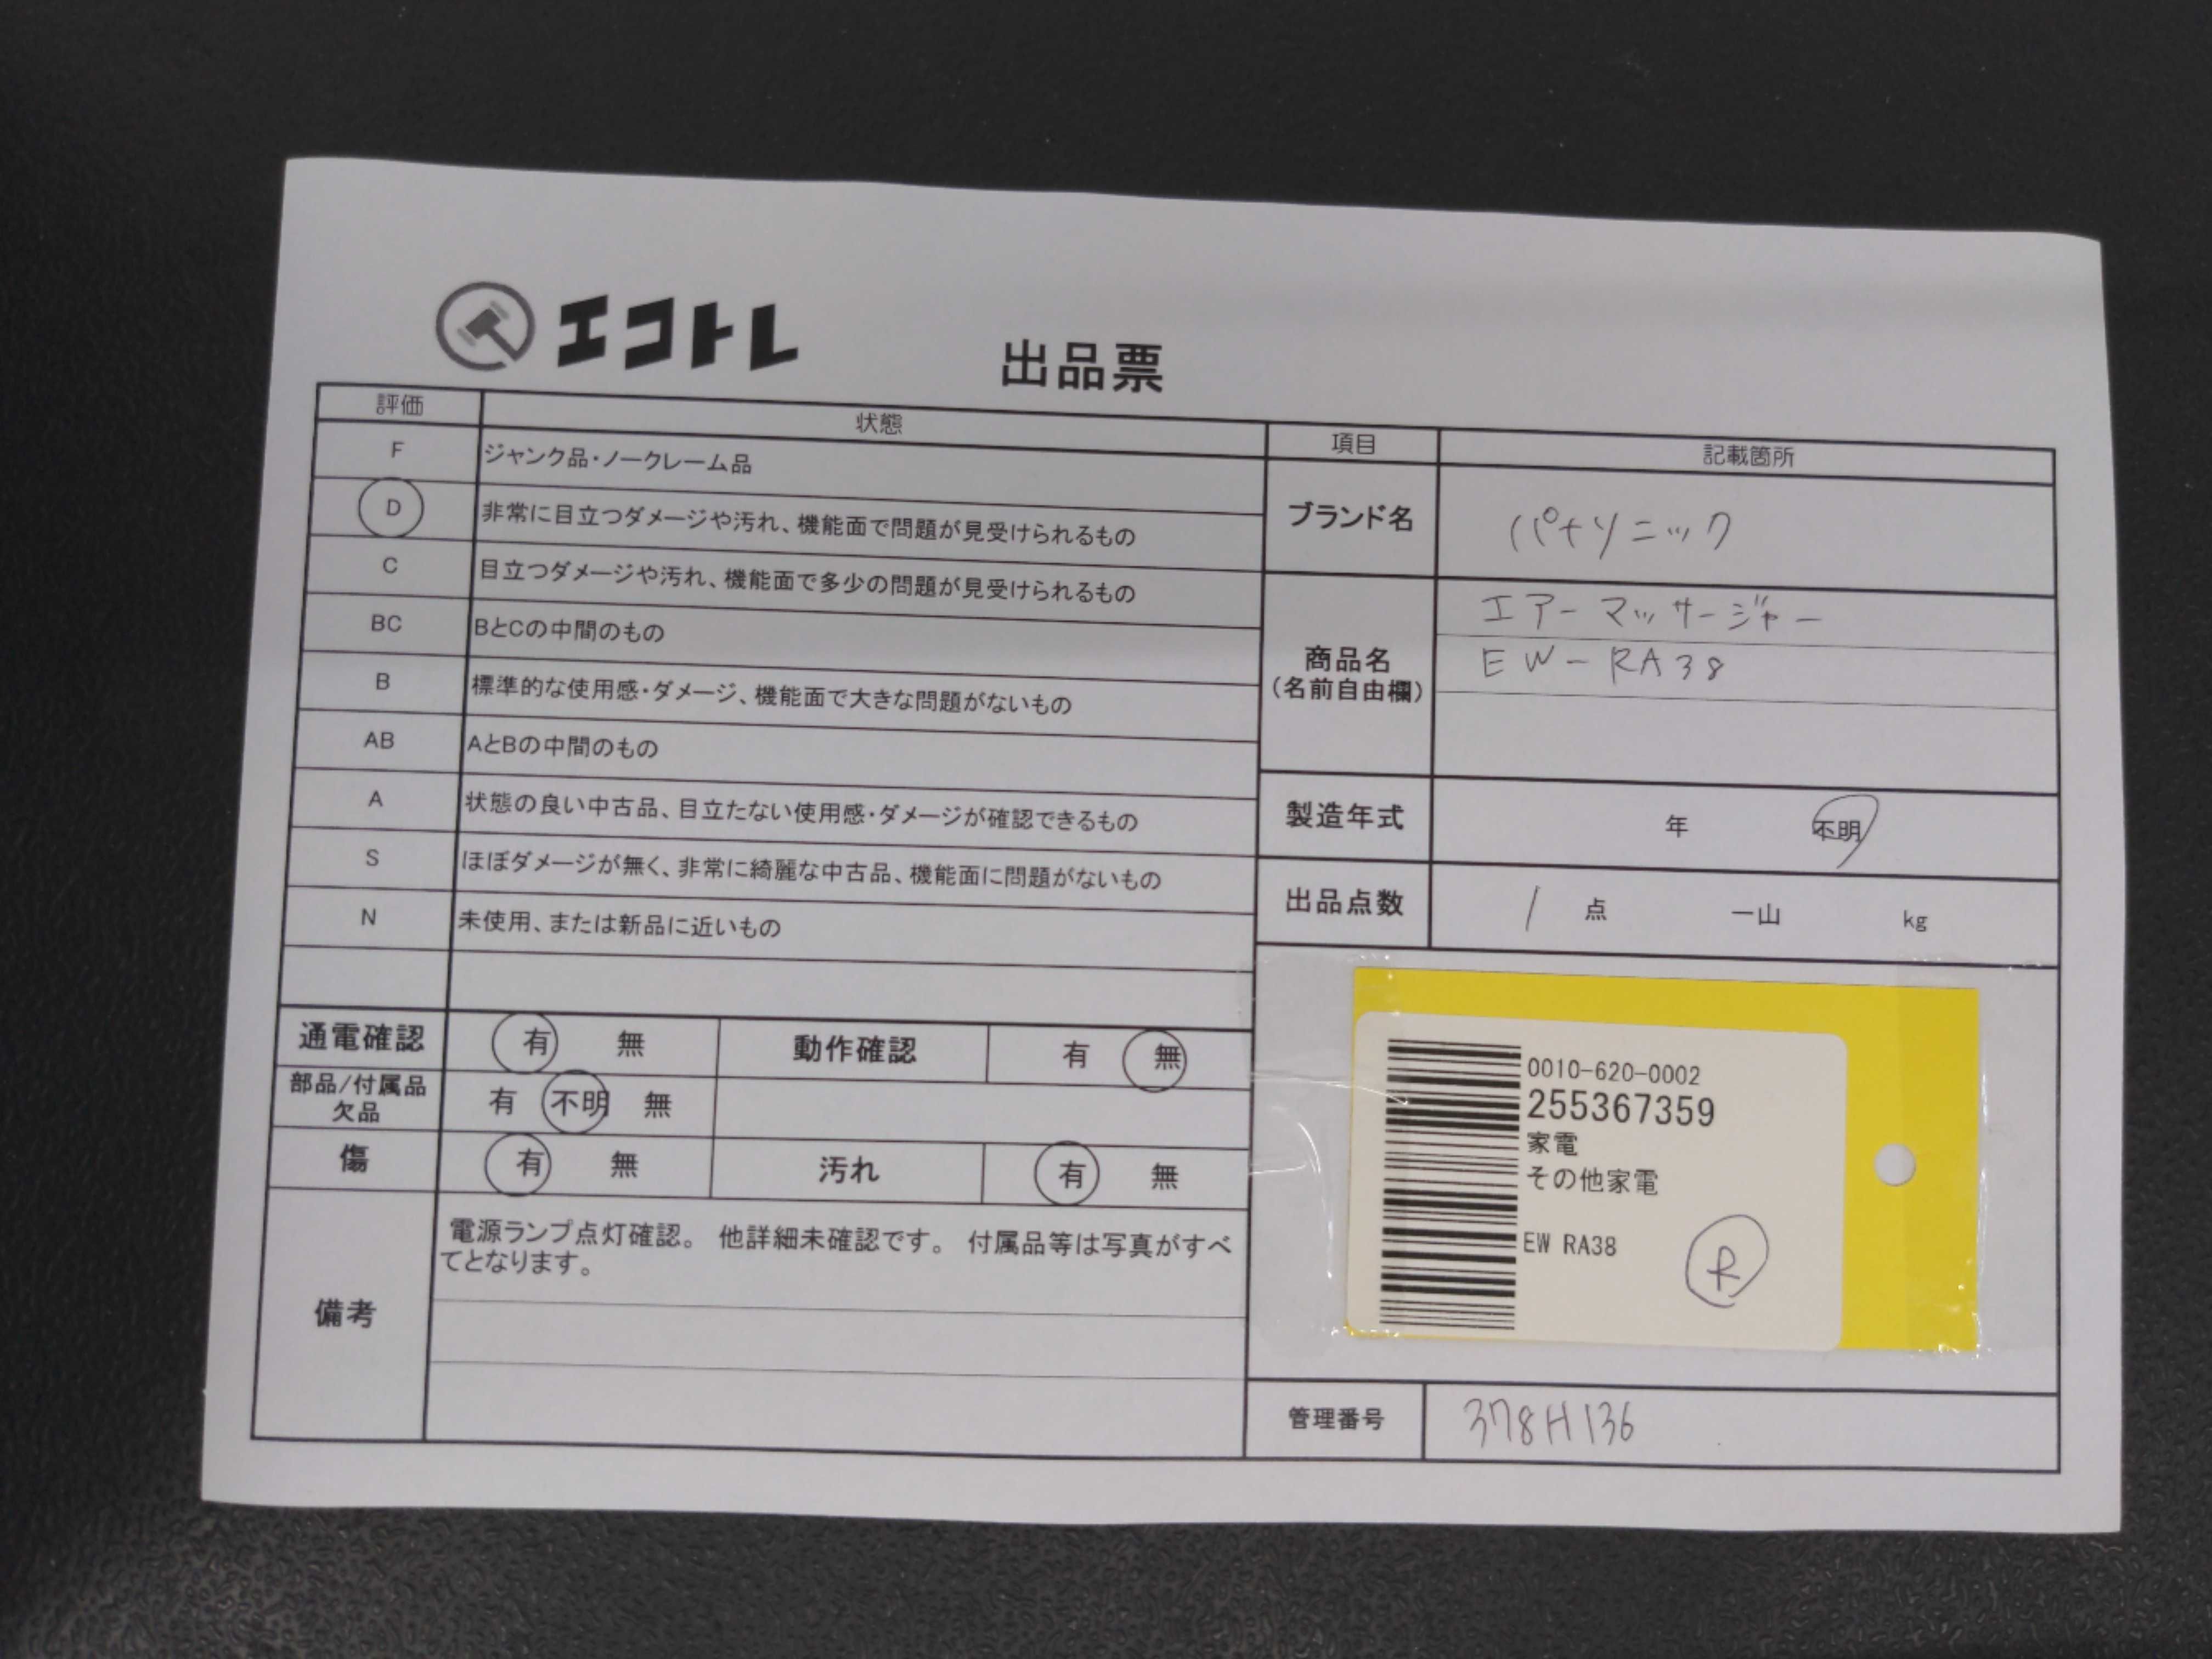 エコトレ
出品票
評価 状態
F ジャンク品・ノークレーム品
D 非常に目立つダメージや汚れ、機能面で問題が見受けられるもの
C 目立つダメージや汚れ、機能面で多少の問題が見受けられるもの
BC BとCの中間のもの
B 標準的な使用感・ダメージ、機能面で大きな問題がないもの
AB AとBの中間のもの
A 状態の良い中古品、目立たない使用感・ダメージが確認できるもの
S ほぼダメージが無く、非常に綺麗な中古品、機能面に問題がないもの
N 未使用、または新品に近いもの
通電確認 有 無 動作確認 有 無
部品/付属品
欠品
有 不明 無
傷 有 無 汚れ 有 無
備考
電源ランプ点灯確認。 他詳細未確認です。 付属品等は写真がすべ
てとなります。
項目 記載箇所
ブランド名 パナソニック
商品名
(名前自由欄)
エアーマッサージャー
EW-RA38
製造年式 年 不明
出品点数 1 点 一山 kg
0010-620-0002
255367359
家電
その他家電
EW RA38
R
管理番号 378H136